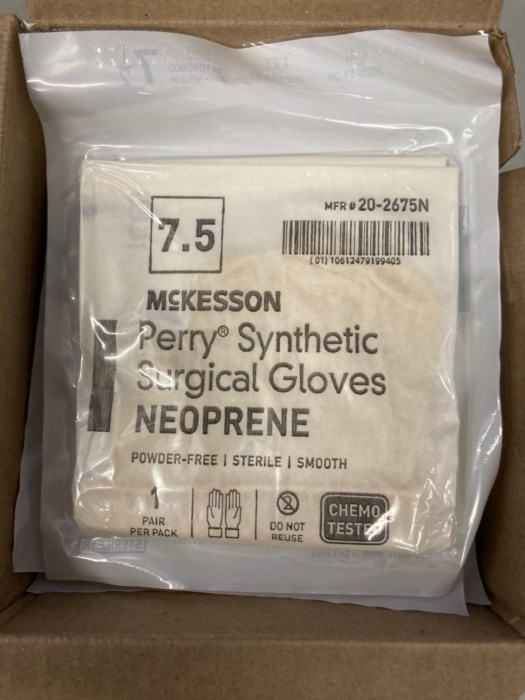 7.5
MFR # 20-2675N
(01) 10612479199405
McKESSON
Perry® Synthetic
Surgical Gloves
NEOPRENE
POWDER-FREE | STERILE | SMOOTH
1
PAIR
PER PACK
DO NOT
REUSE
CHEMO
TESTED